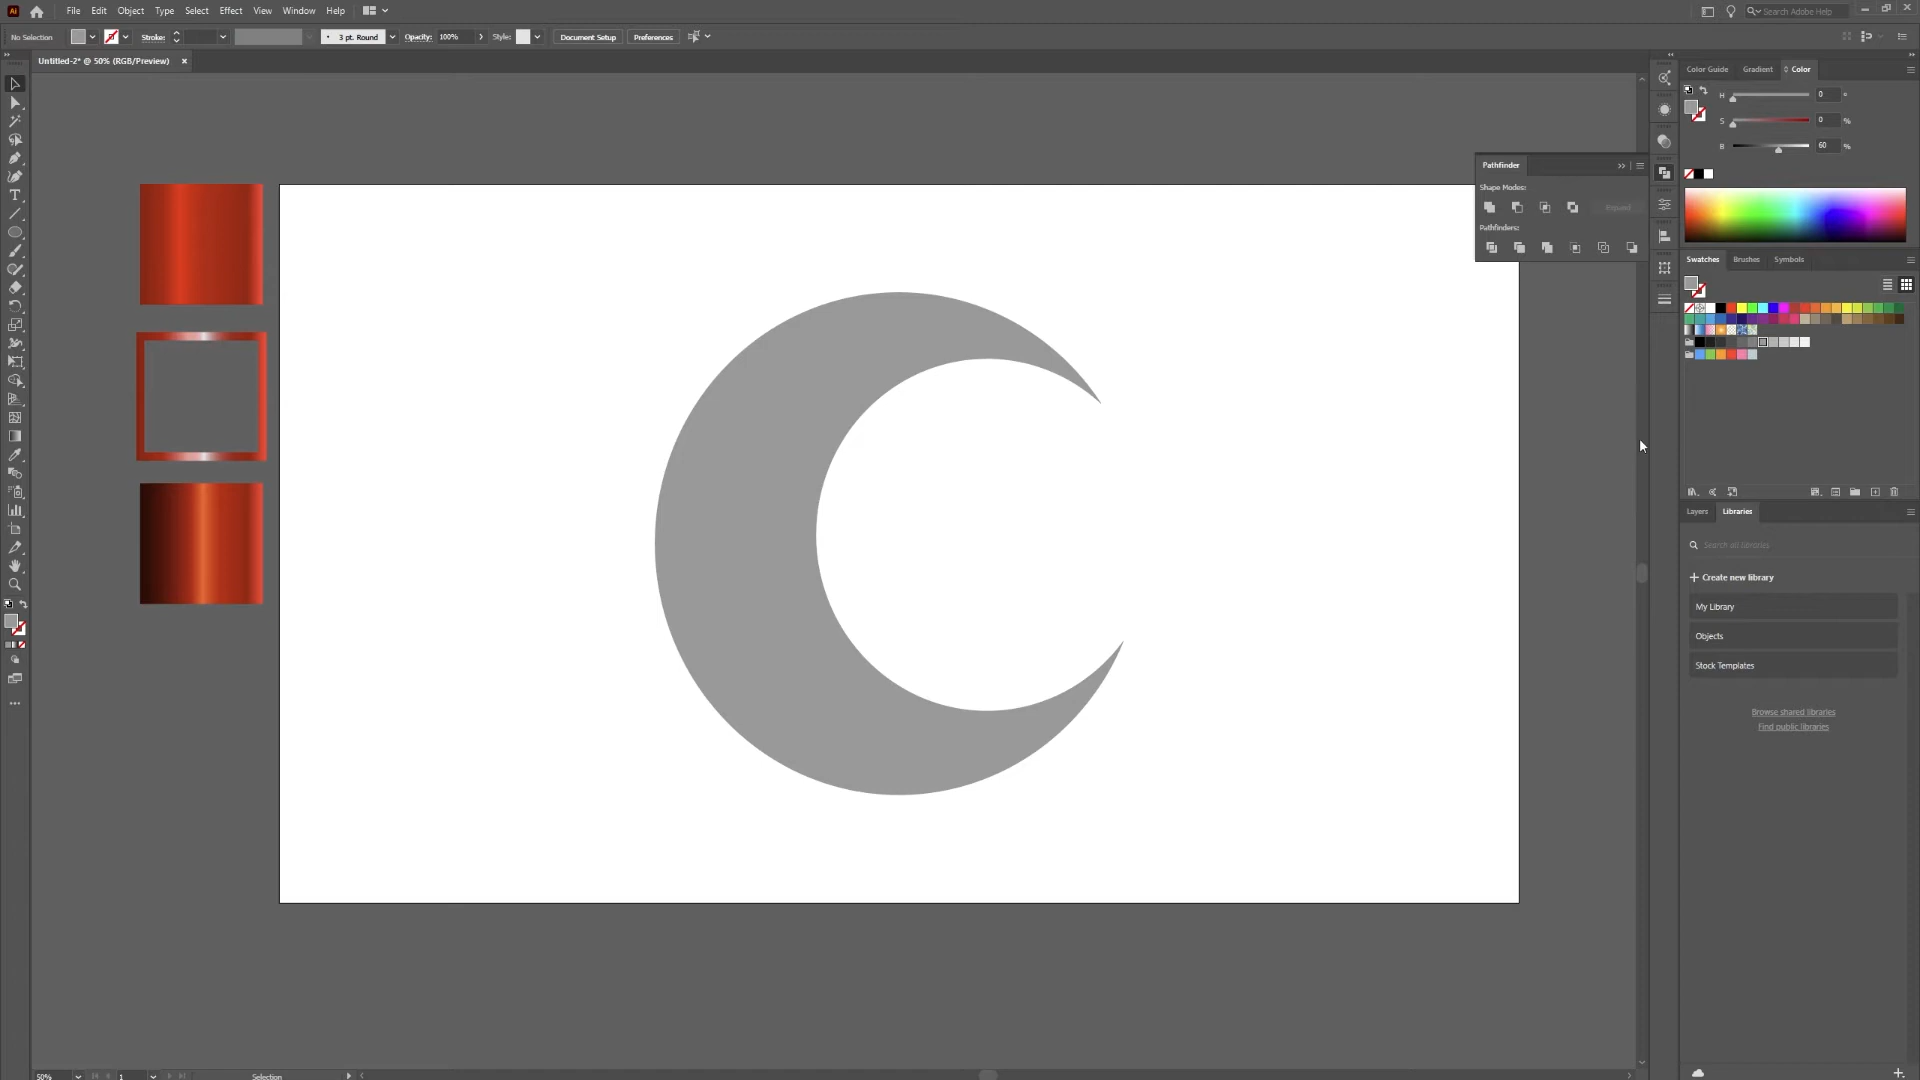 Ai File Edit Object Type Select Effect View Window Help Search Adobe Help
No Selection Stroke: 3 pt. Round Opacity: 100% Style: Document Setup Preferences
Untitled-2* @ 50% (RGB/Preview) ×
Color Guide Gradient Color
H 0 °
S 0 %
B 60 %
Pathfinder
Shape Modes:
Expand
Pathfinders:
Swatches Brushes Symbols
Layers Libraries
Search all libraries
+ Create new library
My Library
Objects
Stock Templates
Browse shared libraries
Find public libraries
50% 1 Selection